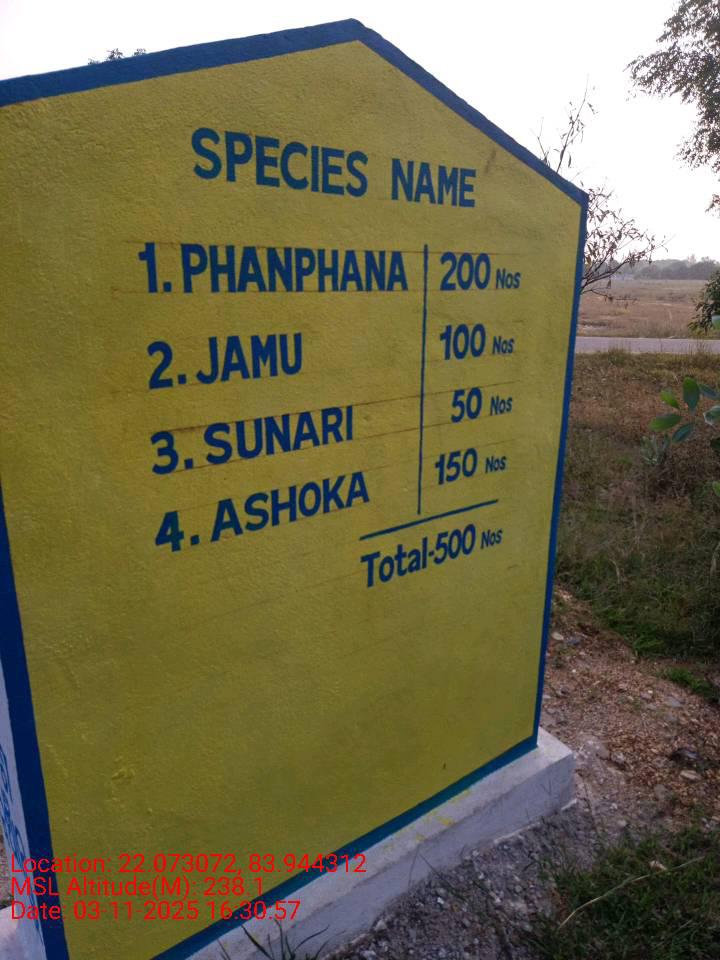 SPECIES NAME
1. PHANPHANA 200 Nos
2. JAMU 100 Nos
3. SUNARI 50 Nos
4. ASHOKA 150 Nos
Total-500 Nos
Location: 22.073072, 83.944312
MSL Altitude(M): 238.1
Date: 03-11-2025 16:30:57